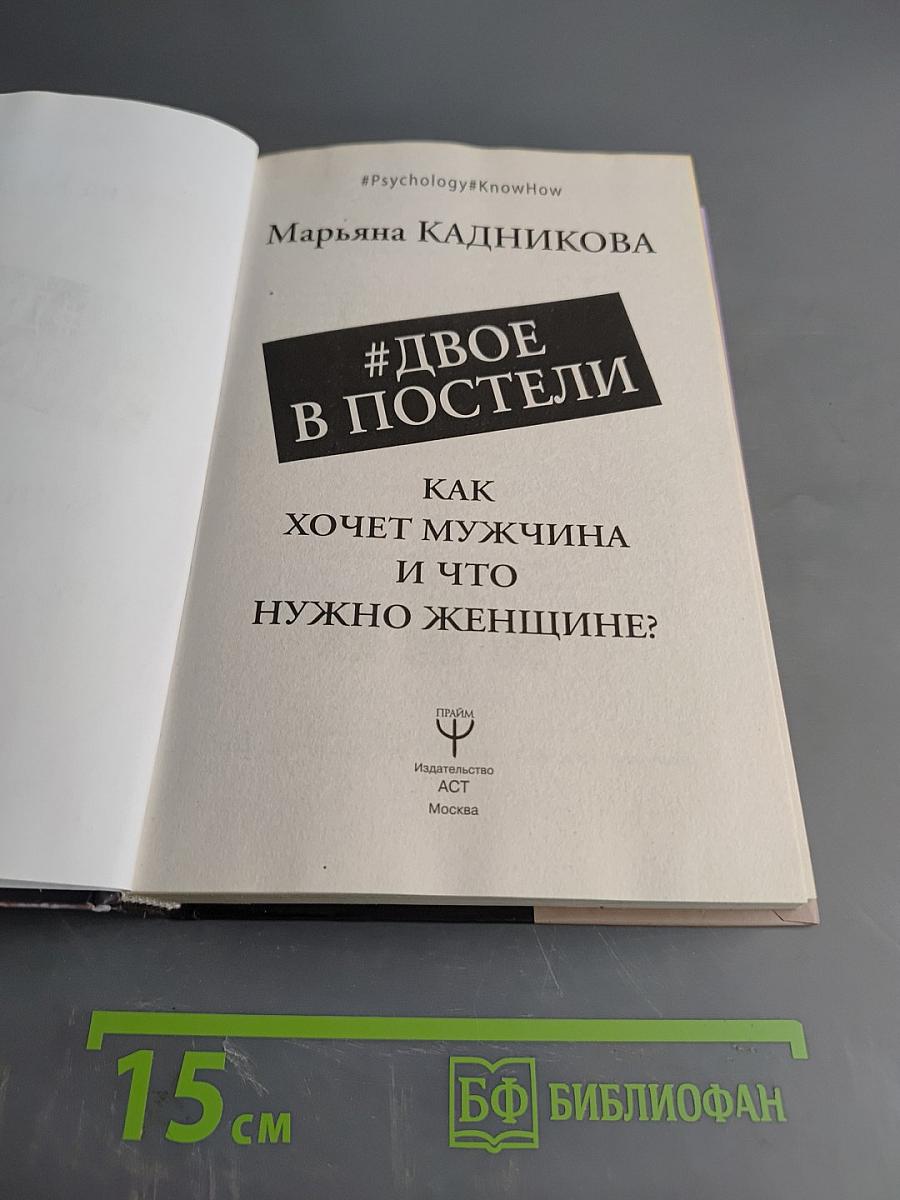 #Psychology#KnowHow
Марьяна КАДНИКОВА
#ДВОЕ
В ПОСТЕЛИ
КАК
ХОЧЕТ МУЖЧИНА
И ЧТО
НУЖНО ЖЕНЩИНЕ?
ПРАЙМ
Издательство
АСТ
Москва
15 см
БФ БИБЛИОФАН